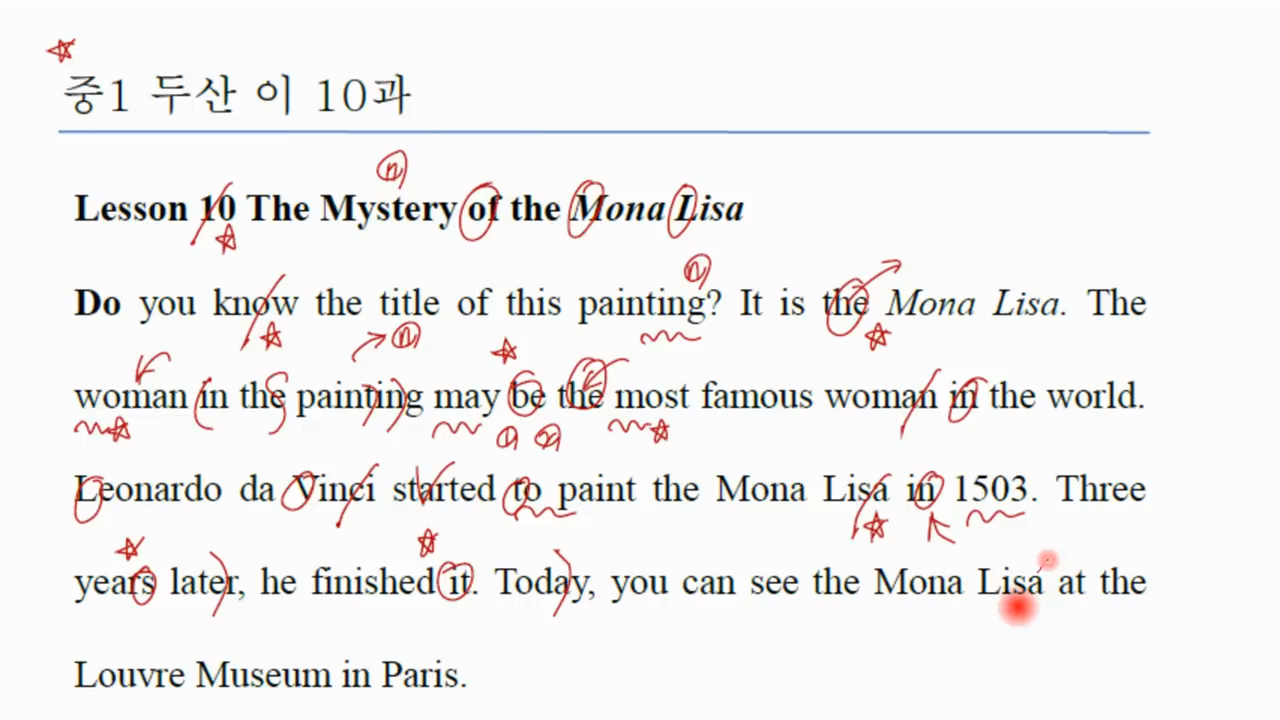 중1 두산 이 10과
Lesson 10 The Mystery of the Mona Lisa
Do you know the title of this painting? It is the Mona Lisa. The
woman in the painting may be the most famous woman in the world.
Leonardo da Vinci started to paint the Mona Lisa in 1503. Three
years later, he finished it. Today, you can see the Mona Lisa at the
Louvre Museum in Paris.